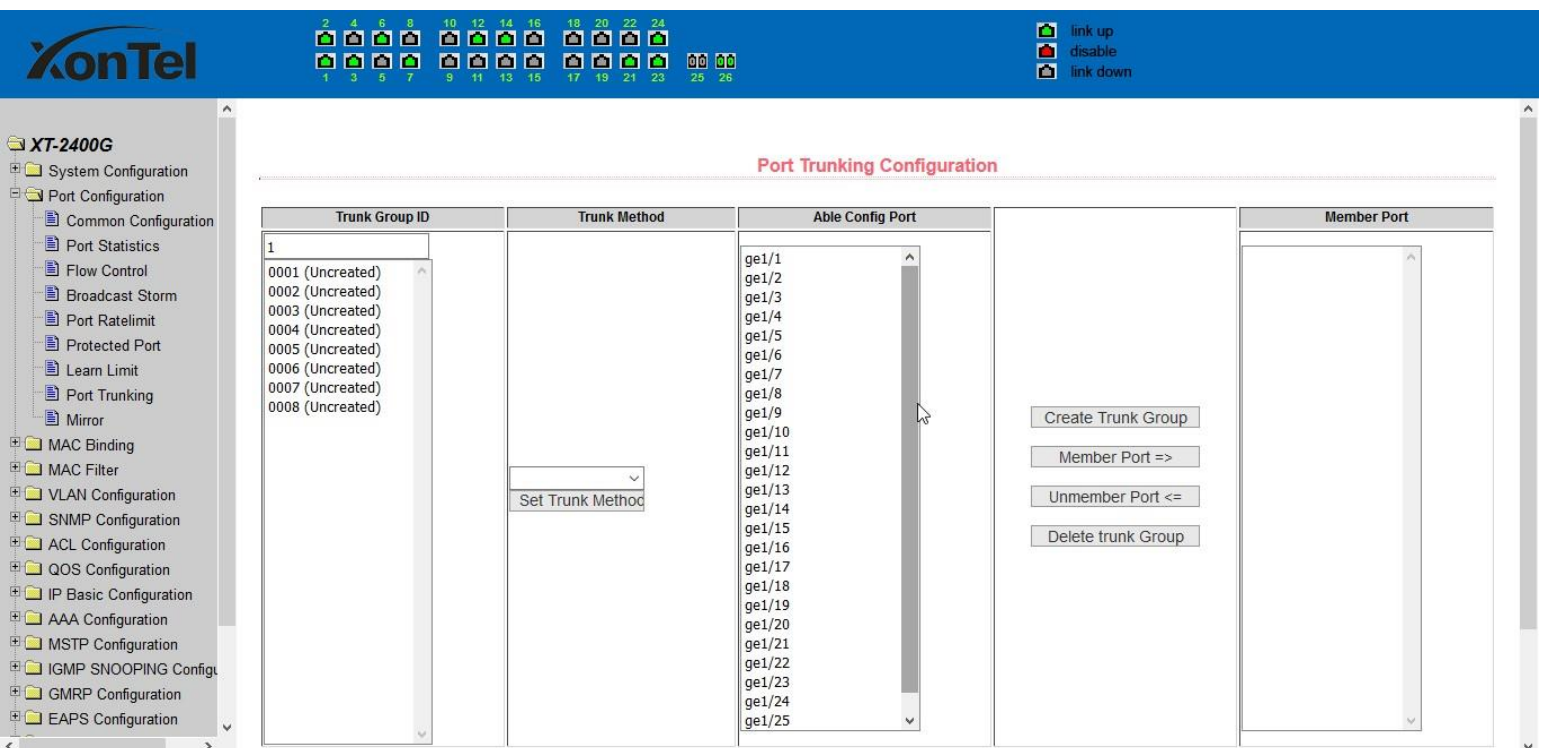 XonTel
2 4 6 8 10 12 14 16 18 20 22 24
1 3 5 7 9 11 13 15 17 19 21 23 25 26
link up
disable
link down
XT-2400G
System Configuration
Port Configuration
Common Configuration
Port Statistics
Flow Control
Broadcast Storm
Port Ratelimit
Protected Port
Learn Limit
Port Trunking
Mirror
MAC Binding
MAC Filter
VLAN Configuration
SNMP Configuration
ACL Configuration
QOS Configuration
IP Basic Configuration
AAA Configuration
MSTP Configuration
IGMP SNOOPING Configu
GMRP Configuration
EAPS Configuration
Port Trunking Configuration
Trunk Group ID
1
0001 (Uncreated)
0002 (Uncreated)
0003 (Uncreated)
0004 (Uncreated)
0005 (Uncreated)
0006 (Uncreated)
0007 (Uncreated)
0008 (Uncreated)
Trunk Method
Set Trunk Method
Able Config Port
ge1/1
ge1/2
ge1/3
ge1/4
ge1/5
ge1/6
ge1/7
ge1/8
ge1/9
ge1/10
ge1/11
ge1/12
ge1/13
ge1/14
ge1/15
ge1/16
ge1/17
ge1/18
ge1/19
ge1/20
ge1/21
ge1/22
ge1/23
ge1/24
ge1/25
Create Trunk Group
Member Port =>
Unmember Port <=
Delete trunk Group
Member Port